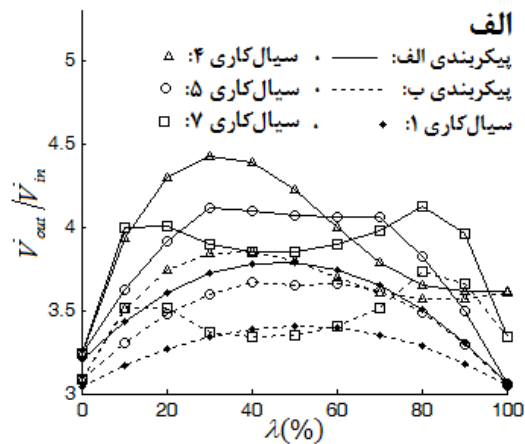 الف
پیکربندی الف: ، سیال‌کاری ۴:
پیکربندی ب: ، سیال‌کاری ۵:
سیال‌کاری ۱: ، سیال‌کاری ۷:
5
4.5
4
3.5
3
V̇out/V̇in
0 20 40 60 80 100
λ(%)